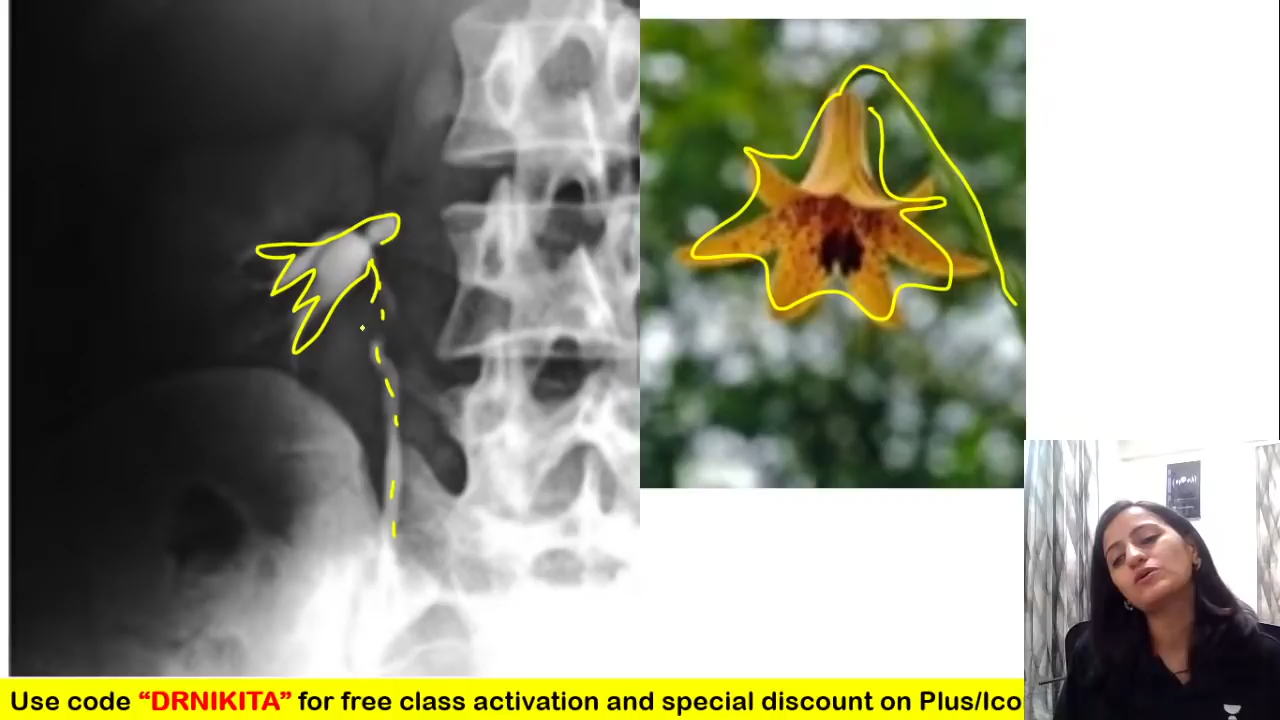 Use code “DRNIKITA” for free class activation and special discount on Plus/Ico